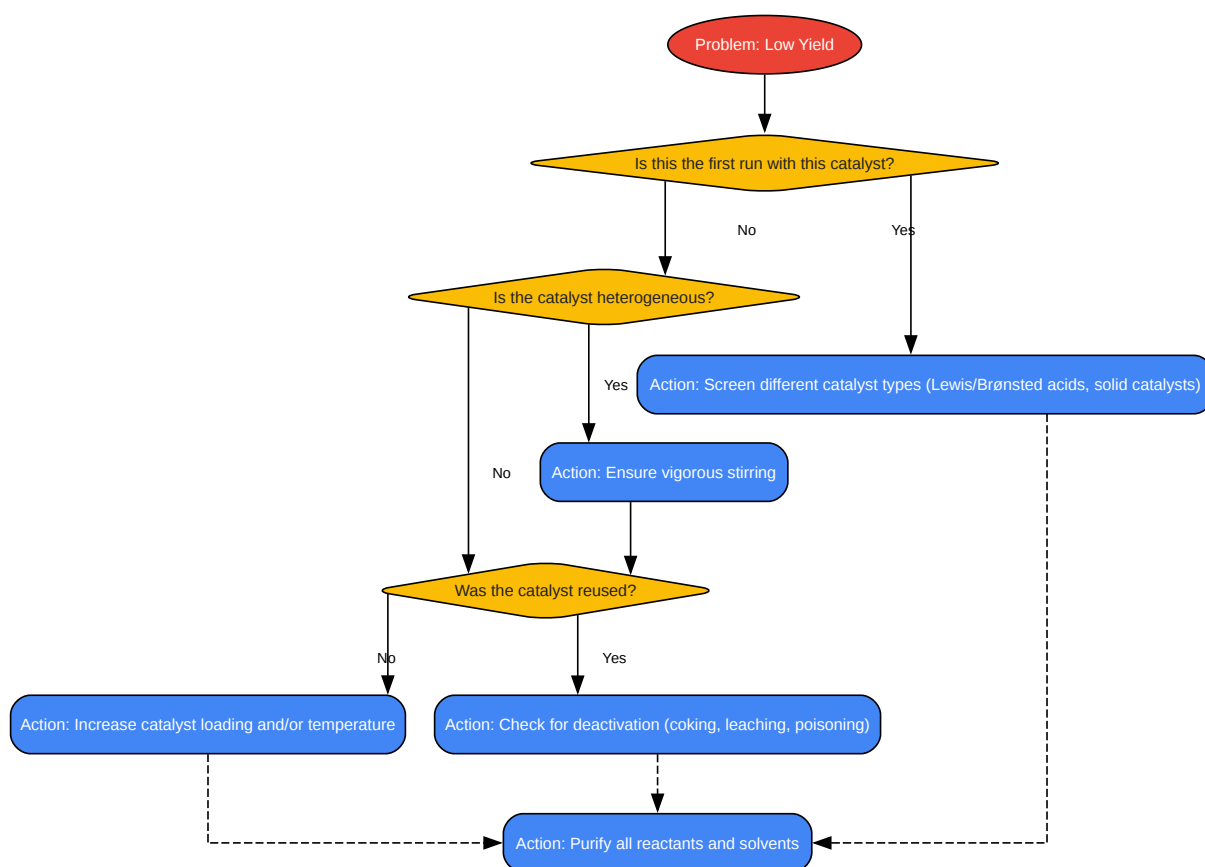 Problem: Low Yield
Is this the first run with this catalyst?
No
Yes
Is the catalyst heterogeneous?
Yes
Action: Screen different catalyst types (Lewis/Brønsted acids, solid catalysts)
No
Action: Ensure vigorous stirring
Was the catalyst reused?
No
Yes
Action: Increase catalyst loading and/or temperature
Action: Check for deactivation (coking, leaching, poisoning)
Action: Purify all reactants and solvents